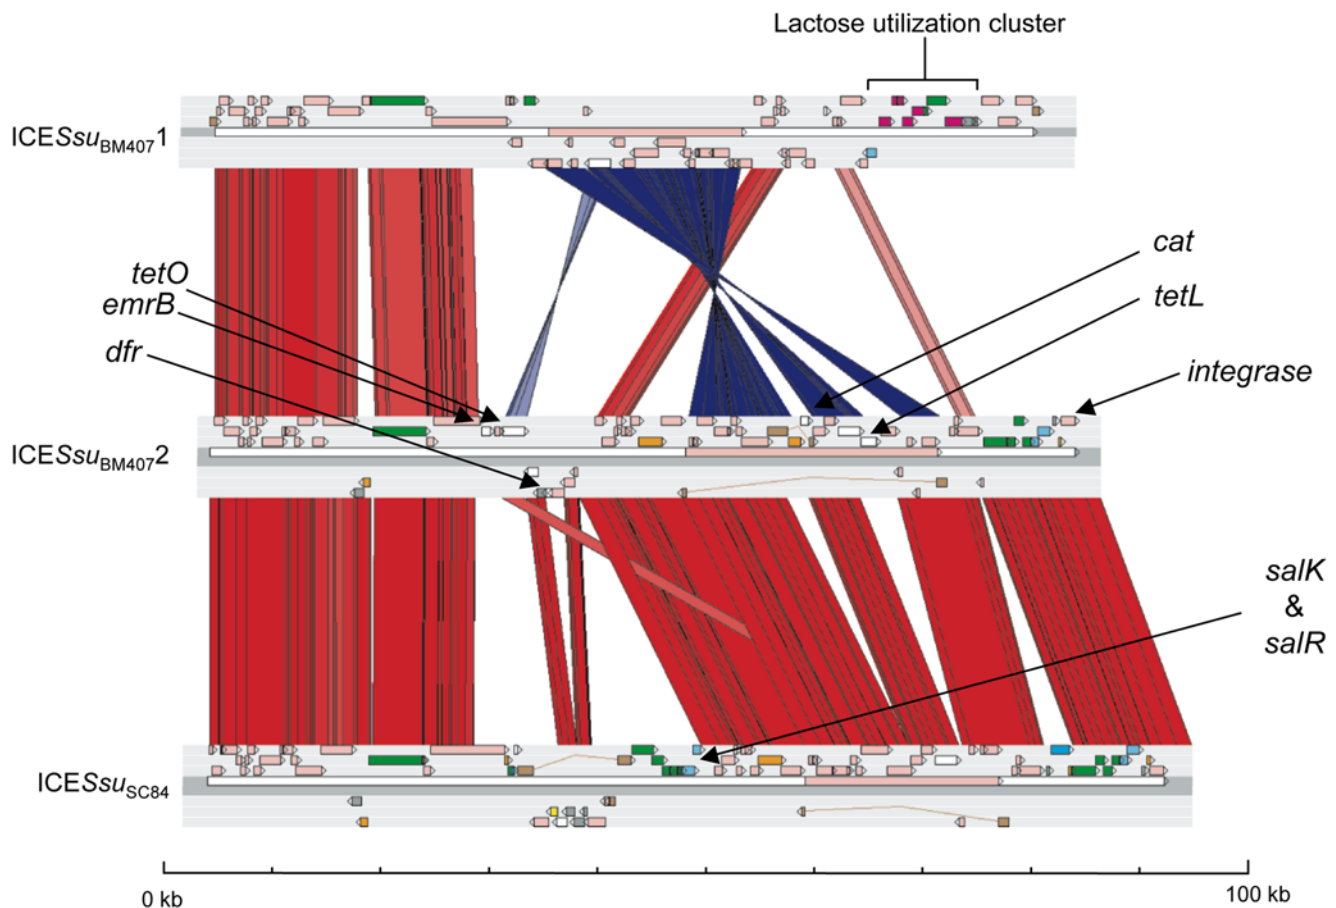 Lactose utilization cluster
ICESsuBM4071
cat
tetO
emrB
tetL
dfr
integrase
ICESsuBM4072
salK
&
salR
ICESsuSC84
0 kb
100 kb